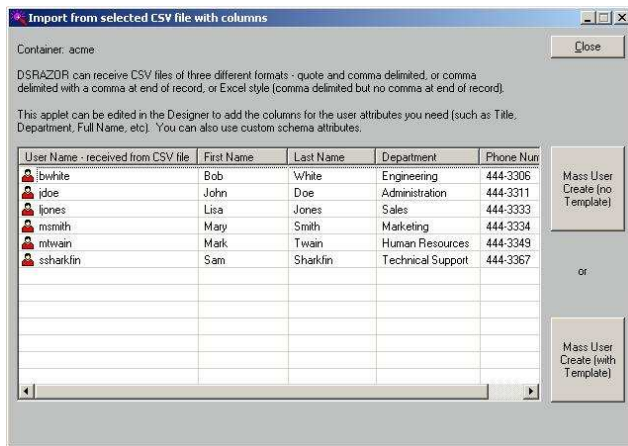 Import from selected CSV file with columns
Container: acme
Close
DSRAZOR can receive CSV files of three different formats - quote and comma delimited, or comma
delimited with a comma at end of record, or Excel style (comma delimited but no comma at end of record).
This applet can be edited in the Designer to add the columns for the user attributes you need (such as Title,
Department, Full Name, etc). You can also use custom schema attributes.
User Name - received from CSV file First Name Last Name Department Phone Num
bwhite Bob White Engineering 444-3306
jdoe John Doe Administration 444-3311
ljones Lisa Jones Sales 444-3333
msmith Mary Smith Marketing 444-3334
mtwain Mark Twain Human Resources 444-3349
ssharkfin Sam Sharkfin Technical Support 444-3367
Mass User
Create (no
Template)
or
Mass User
Create (with
Template)